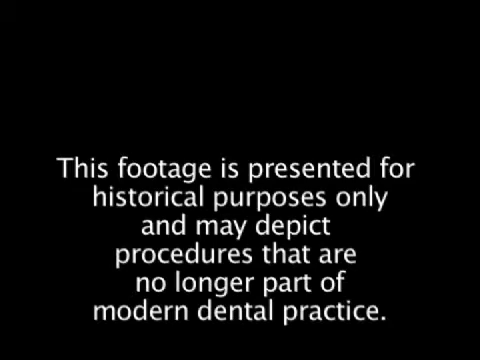 This footage is presented for
historical purposes only
and may depict
procedures that are
no longer part of
modern dental practice.